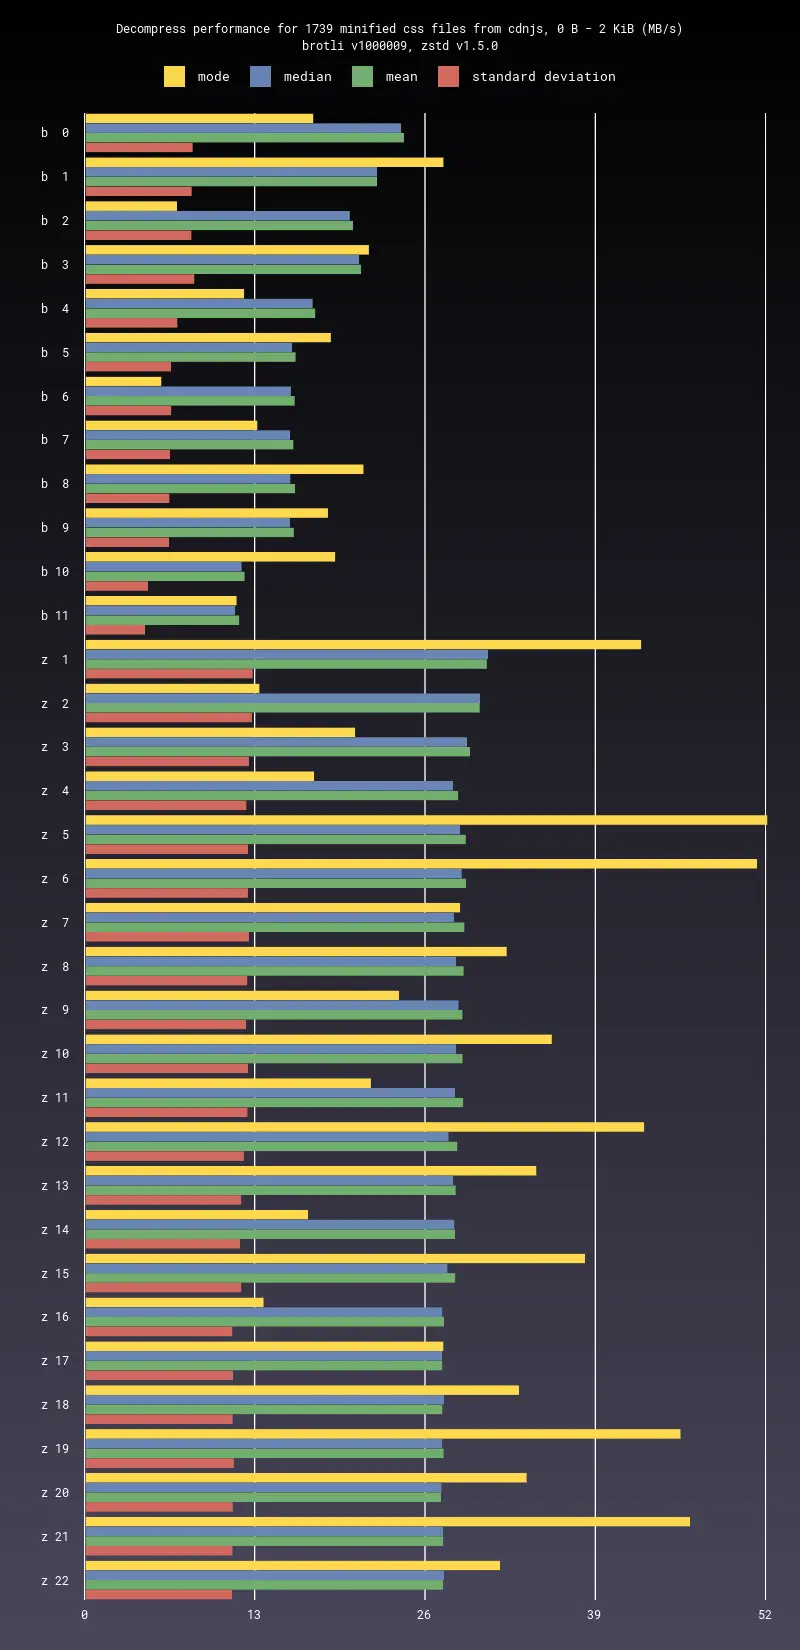 Decompress performance for 1739 minified css files from cdnjs, 0 B - 2 KiB (MB/s)
brotli v1000009, zstd v1.5.0
mode median mean standard deviation
b 0
b 1
b 2
b 3
b 4
b 5
b 6
b 7
b 8
b 9
b 10
b 11
z 1
z 2
z 3
z 4
z 5
z 6
z 7
z 8
z 9
z 10
z 11
z 12
z 13
z 14
z 15
z 16
z 17
z 18
z 19
z 20
z 21
z 22
0 13 26 39 52